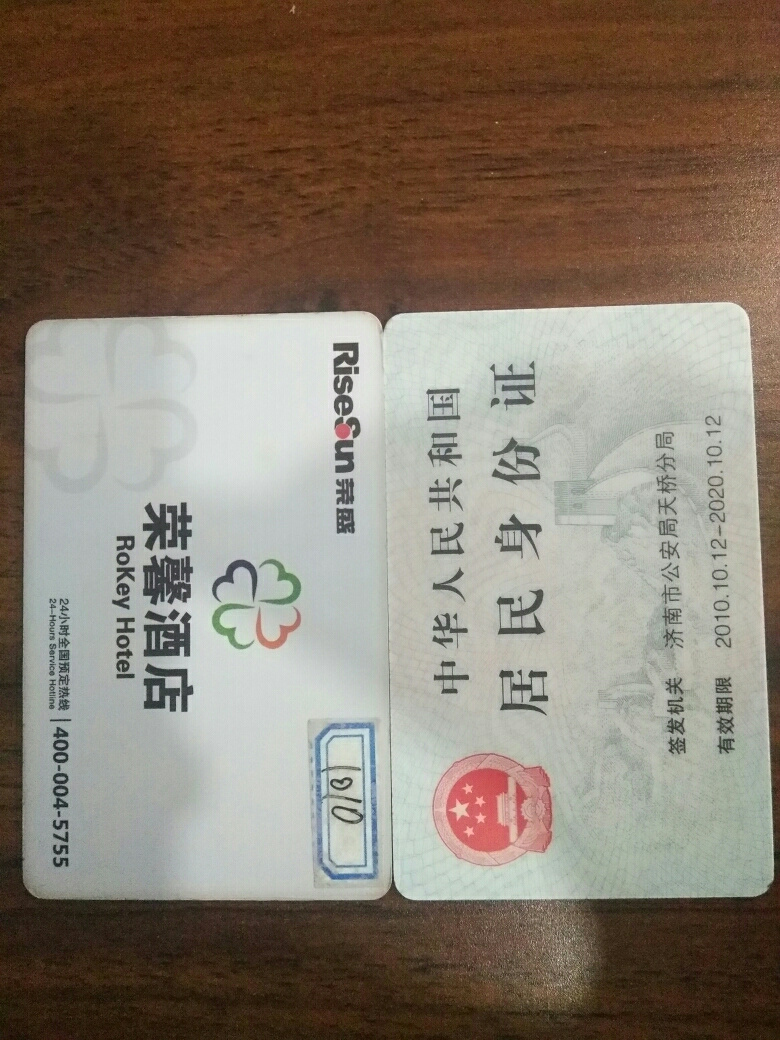 RiseSun 荣盛
荣馨酒店
RoKey Hotel
24小时全国预定热线
24-Hours Service Hotline
400-004-5755
1810
中华人民共和国
居民身份证
签发机关 济南市公安局天桥分局
有效期限 2010.10.12-2020.10.12